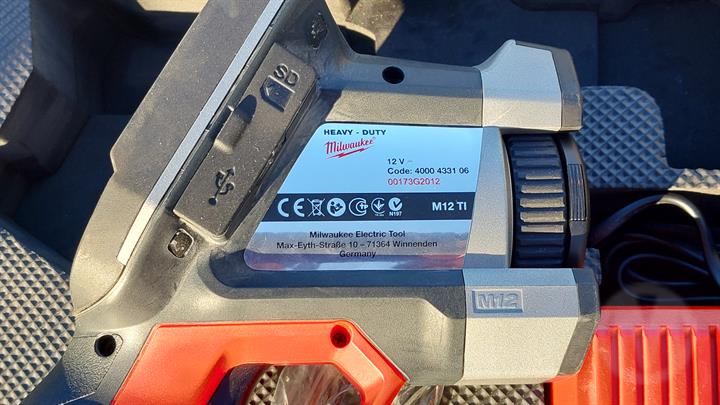 SD
HEAVY - DUTY
Milwaukee
12 V
Code: 4000 4331 06
00173G2012
CE
N197
M12 TI
Milwaukee Electric Tool
Max-Eyth-Straße 10 – 71364 Winnenden
Germany
M12